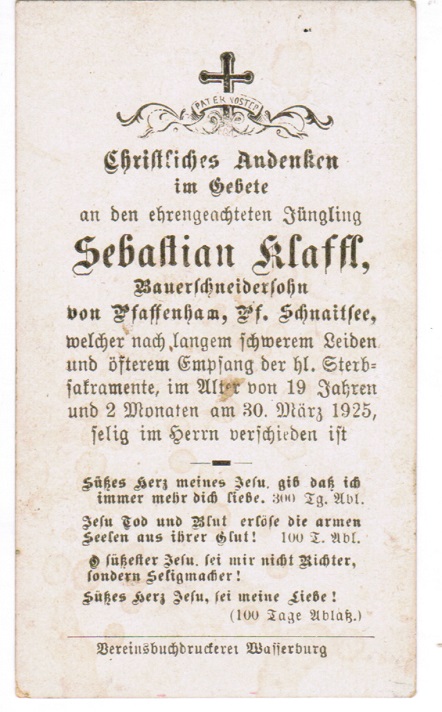 PATER NOSTER
Christliches Andenken
im Gebete
an den ehrengeachteten Jüngling
Sebastian Klaffl,
Bauerschneidersohn
von Pfaffenham, Pf. Schnaitsee,
welcher nach langem schwerem Leiden
und öfterem Empfang der hl. Sterb-
sakramente, im Alter von 19 Jahren
und 2 Monaten am 30. März 1925,
selig im Herrn verschieden ist
Süßes Herz meines Jesu, gib daß ich
immer mehr dich liebe. 300 Tg. Abl.
Jesu Tod und Blut erlöse die armen
Seelen aus ihrer Glut! 100 T. Abl.
O süßester Jesu, sei mir nicht Richter,
sondern Seligmacher!
Süßes Herz Jesu, sei meine Liebe!
(100 Tage Ablaß.)
Vereinsbuchdruckerei Wasserburg